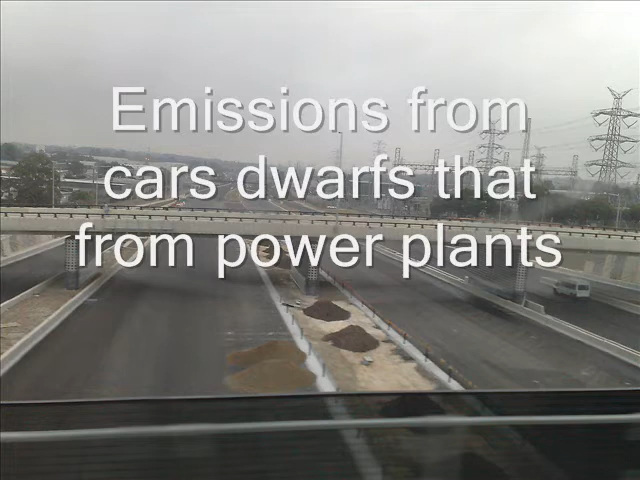 Emissions from
cars dwarfs that
from power plants